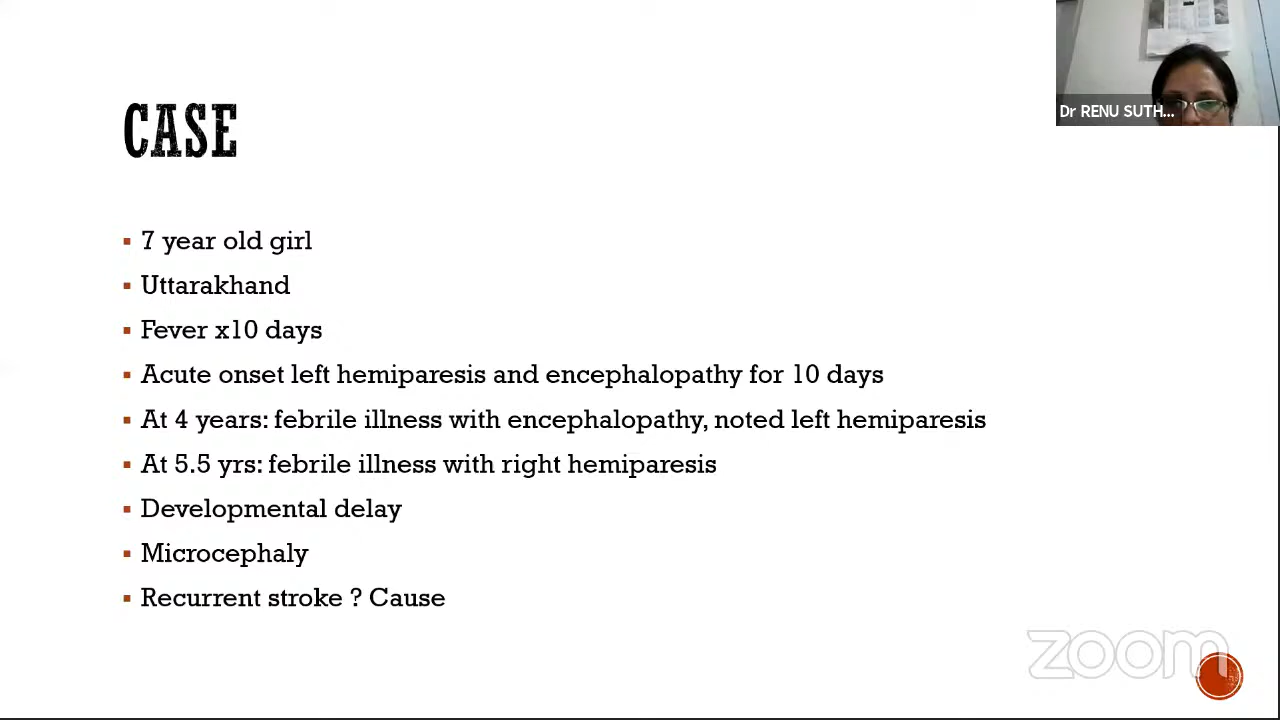 Dr RENU SUTH...
CASE
7 year old girl
Uttarakhand
Fever x10 days
Acute onset left hemiparesis and encephalopathy for 10 days
At 4 years: febrile illness with encephalopathy, noted left hemiparesis
At 5.5 yrs: febrile illness with right hemiparesis
Developmental delay
Microcephaly
Recurrent stroke ? Cause
zoom